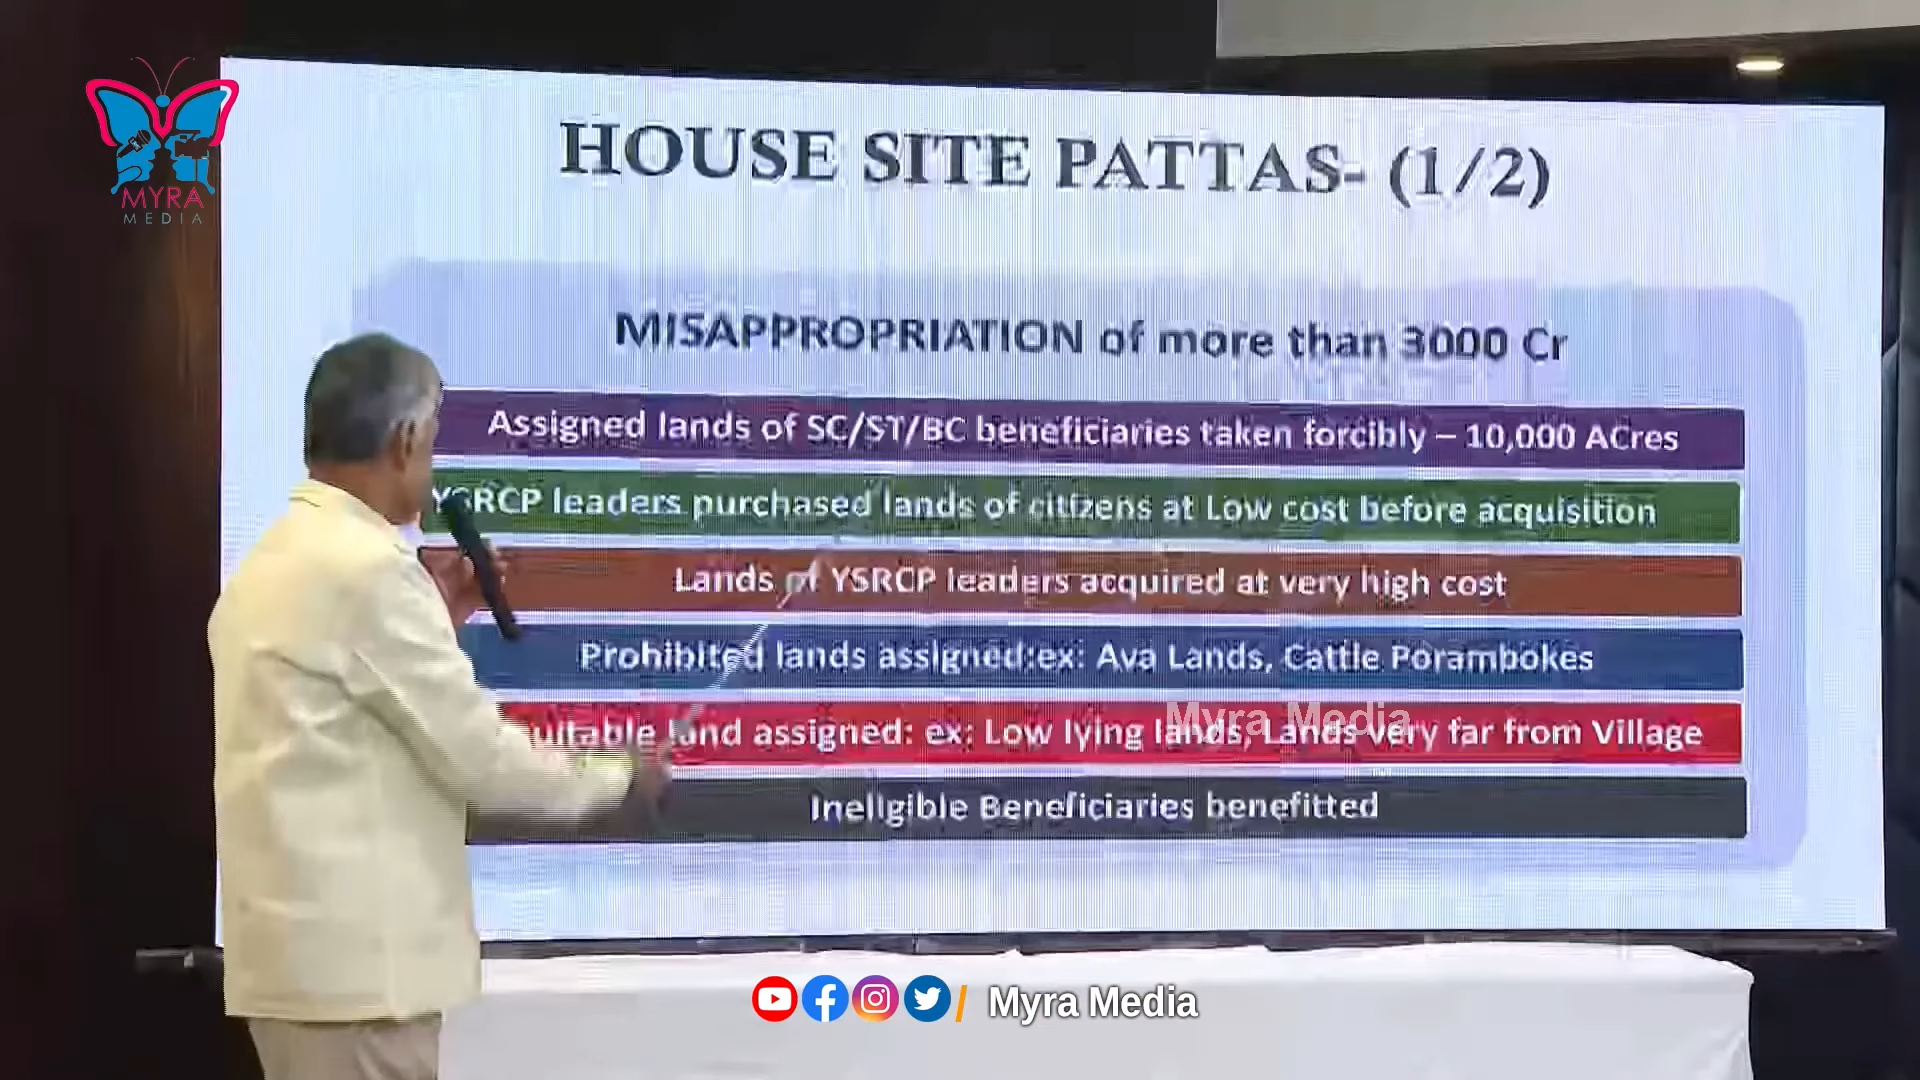 MYRA
MEDIA
HOUSE SITE PATTAS- (1/2)
MISAPPROPRIATION of more than 3000 Cr
Assigned lands of SC/ST/BC beneficiaries taken forcibly – 10,000 ACres
YSRCP leaders purchased lands of citizens at Low cost before acquisition
Lands of YSRCP leaders acquired at very high cost
Prohibited lands assigned:ex: Ava Lands, Cattle Porambokes
land assigned: ex: Low lying lands, Lands very far from Village
Myra Media
Ineligible Beneficiaries benefitted
/ Myra Media